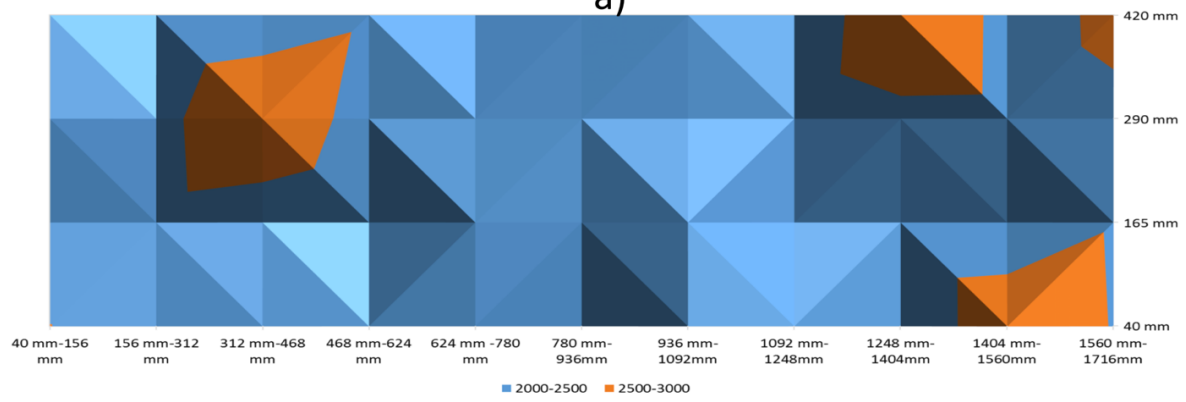 a)
420 mm
290 mm
165 mm
40 mm
40 mm-156 mm
156 mm-312 mm
312 mm-468 mm
468 mm-624 mm
624 mm -780 mm
780 mm-936mm
936 mm-1092mm
1092 mm-1248mm
1248 mm-1404mm
1404 mm-1560mm
1560 mm-1716mm
2000-2500 2500-3000